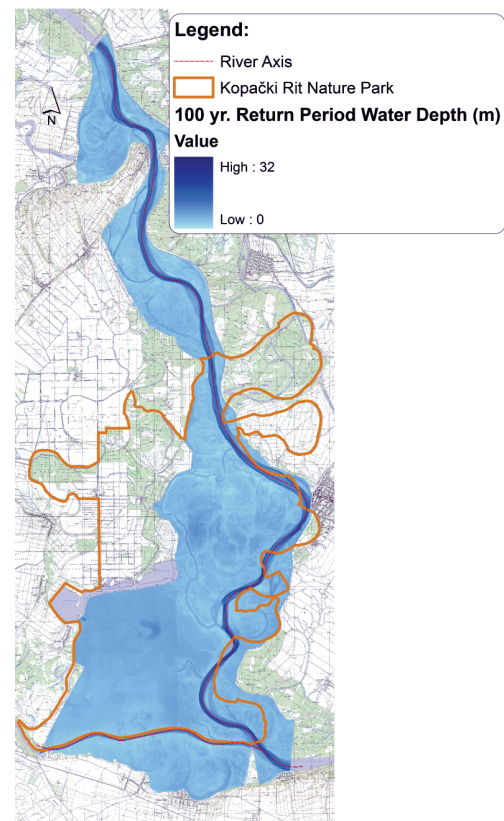 Legend:
River Axis
Kopački Rit Nature Park
100 yr. Return Period Water Depth (m)
Value
High : 32
Low : 0
N